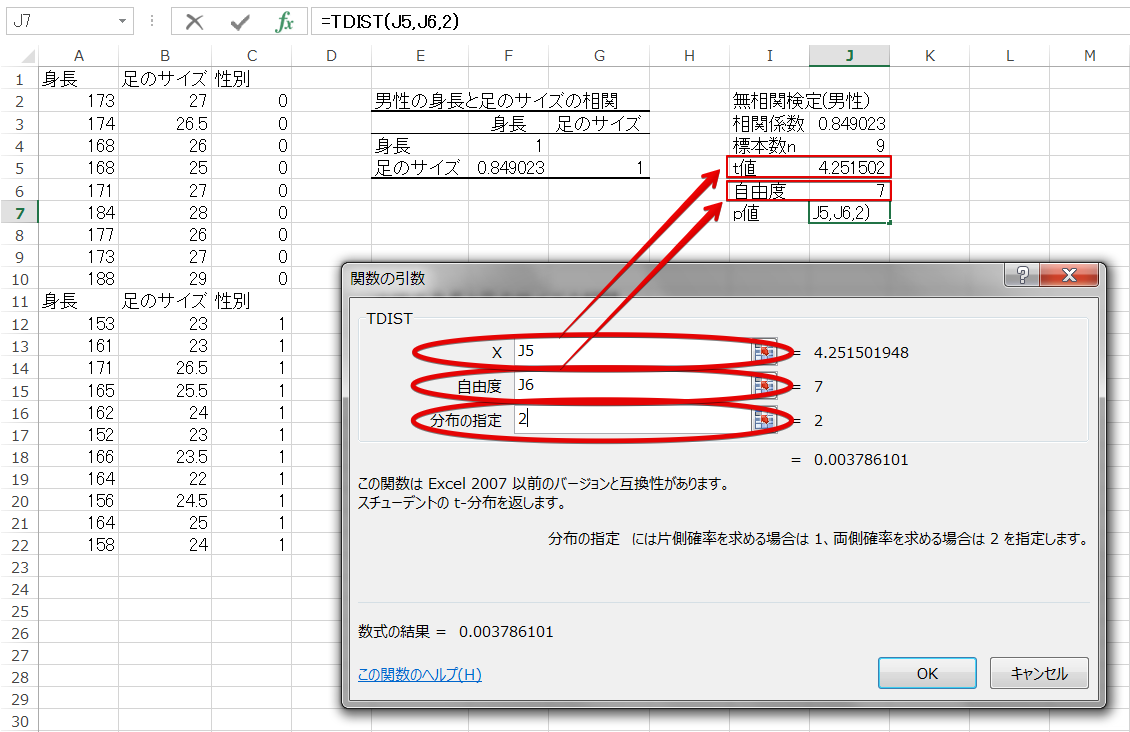 J7 =TDIST(J5,J6,2)
A B C D E F G H I J K L M
1 身長 足のサイズ 性別
2 173 27 0 男性の身長と足のサイズの相関 無相関検定(男性)
3 174 26.5 0 身長 足のサイズ 相関係数 0.849023
4 168 26 0 身長 1 標本数n 9
5 168 25 0 足のサイズ 0.849023 1 t値 4.251502
6 171 27 0 自由度 7
7 184 28 0 p値 J5,J6,2)
8 177 26 0
9 173 27 0
10 188 29 0
11 身長 足のサイズ 性別
12 153 23 1
13 161 23 1
14 171 26.5 1
15 165 25.5 1
16 162 24 1
17 152 23 1
18 166 23.5 1
19 164 22 1
20 156 24.5 1
21 164 25 1
22 158 24 1
23
24
25
26
27
28
29
30
関数の引数
TDIST
X J5 = 4.251501948
自由度 J6 = 7
分布の指定 2 = 2
= 0.003786101
この関数は Excel 2007 以前のバージョンと互換性があります。
スチューデントの t-分布を返します。
分布の指定 には片側確率を求める場合は 1、両側確率を求める場合は 2 を指定します。
数式の結果 = 0.003786101
この関数のヘルプ(H)
OK キャンセル